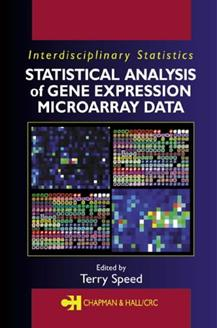 Interdisciplinary Statistics
STATISTICAL ANALYSIS
of GENE EXPRESSION
MICROARRAY DATA
Edited by
Terry Speed
CHAPMAN & HALL/CRC